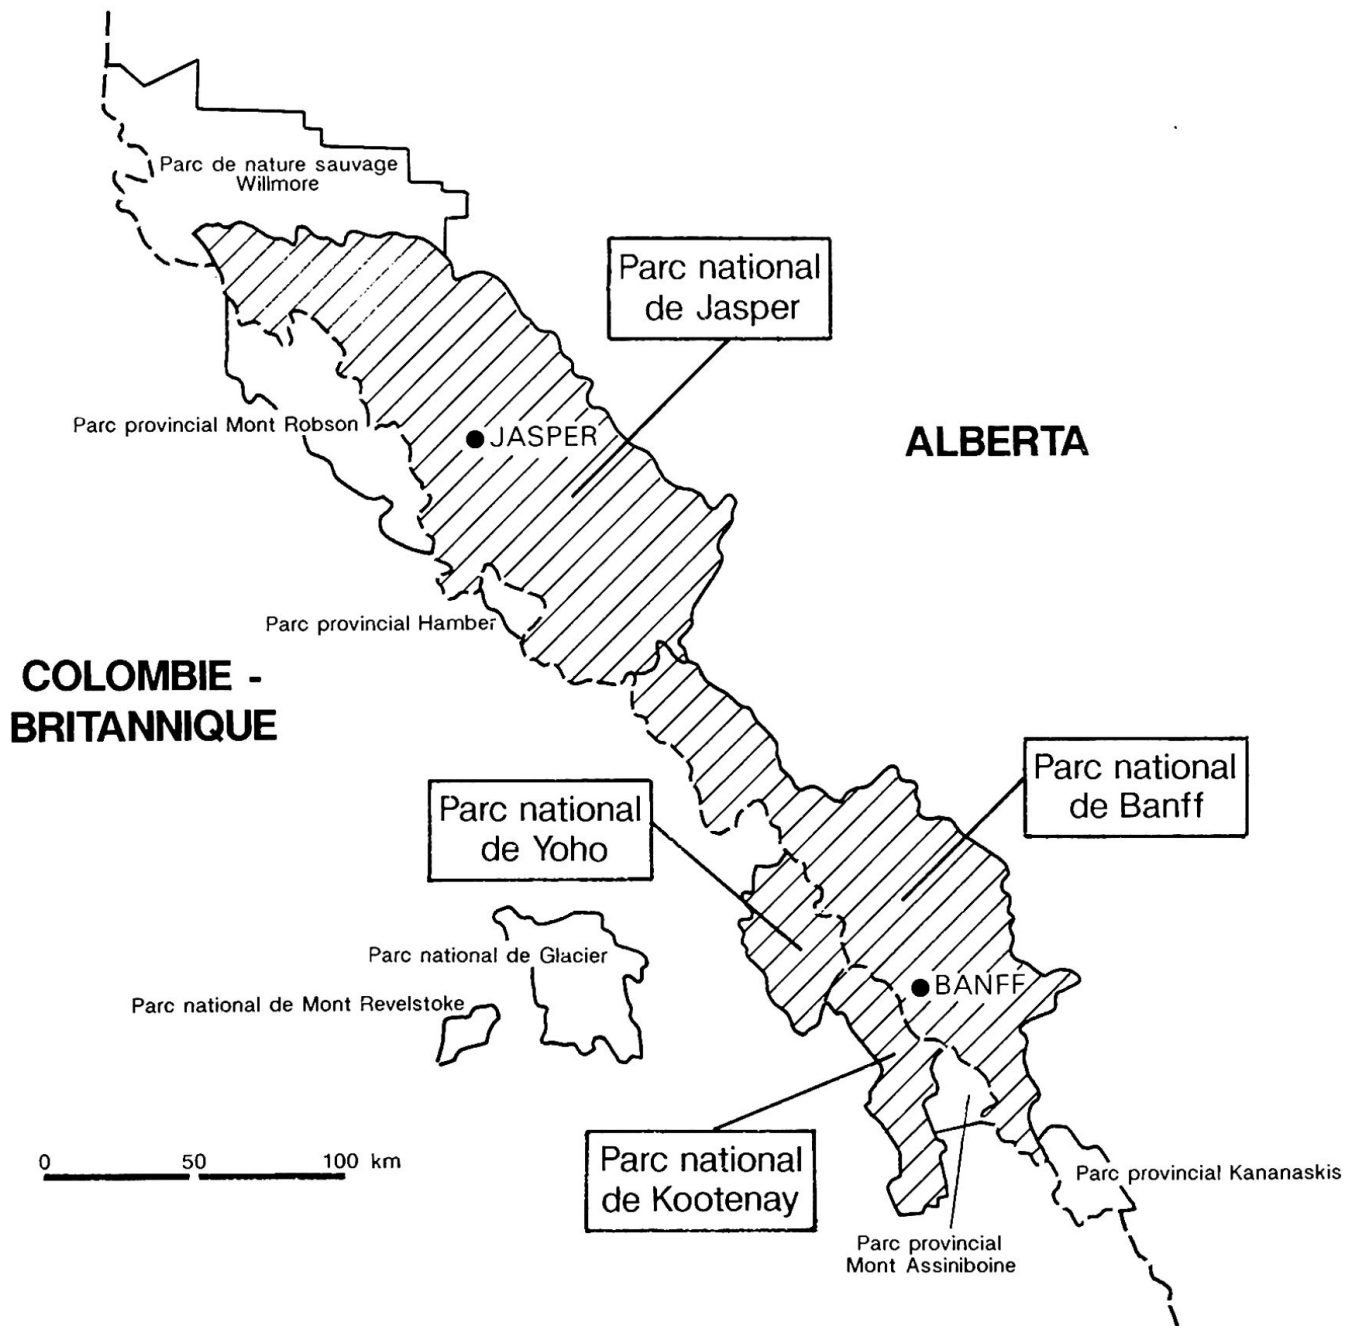 Parc de nature sauvage
Willmore
Parc national
de Jasper
Parc provincial Mont Robson
JASPER
ALBERTA
Parc provincial Hamber
COLOMBIE -
BRITANNIQUE
Parc national
de Banff
Parc national
de Yoho
Parc national de Glacier
BANFF
Parc national de Mont Revelstoke
Parc national
de Kootenay
0 50 100 km
Parc provincial Kananaskis
Parc provincial
Mont Assiniboine